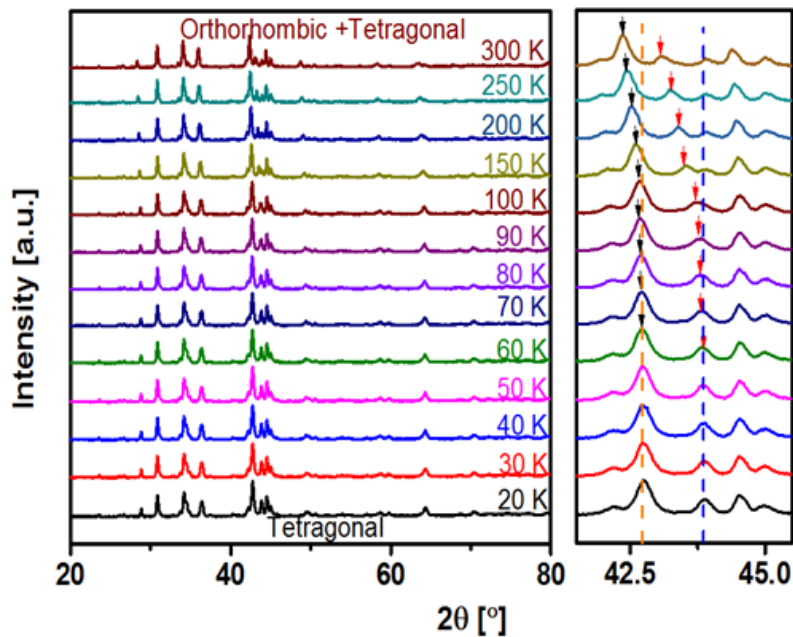 Orthorhombic +Tetragonal
300 K
250 K
200 K
150 K
100 K
90 K
80 K
70 K
60 K
50 K
40 K
30 K
20 K
Tetragonal
Intensity [a.u.]
20 40 60 80
42.5 45.0
2θ [º]